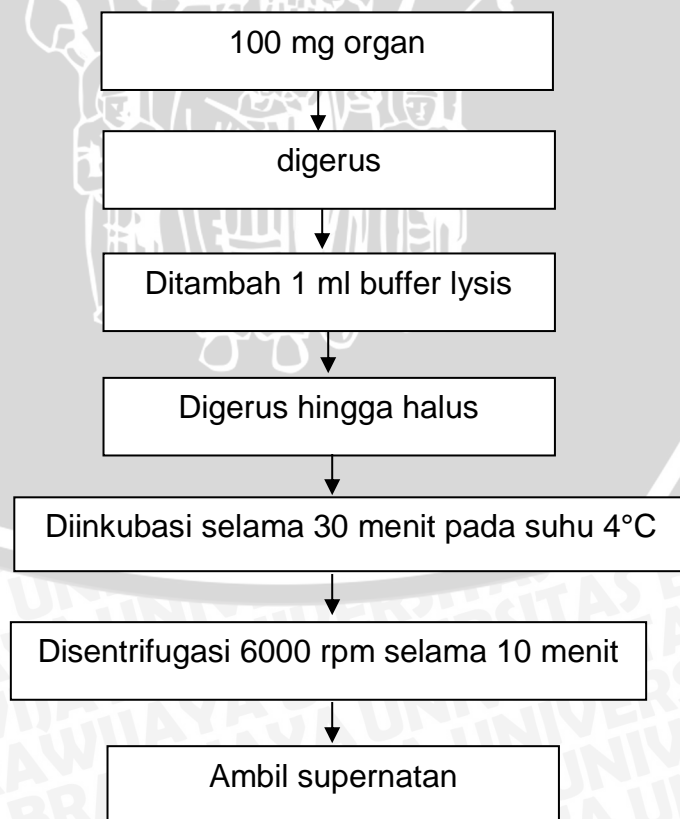 100 mg organ
digerus
Ditambah 1 ml buffer lysis
Digerus hingga halus
Diinkubasi selama 30 menit pada suhu 4°C
Disentrifugasi 6000 rpm selama 10 menit
Ambil supernatan